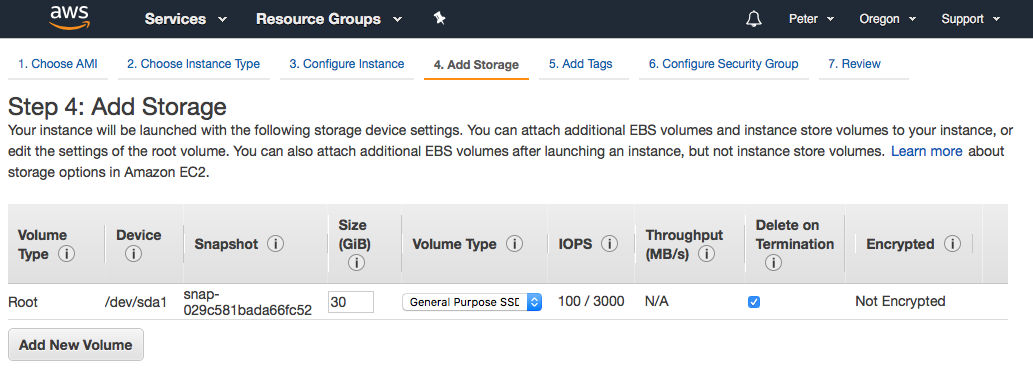 aws Services Resource Groups Peter Oregon Support
1. Choose AMI 2. Choose Instance Type 3. Configure Instance 4. Add Storage 5. Add Tags 6. Configure Security Group 7. Review
Step 4: Add Storage
Your instance will be launched with the following storage device settings. You can attach additional EBS volumes and instance store volumes to your instance, or
edit the settings of the root volume. You can also attach additional EBS volumes after launching an instance, but not instance store volumes. Learn more about
storage options in Amazon EC2.
Volume Type i
Device i
Snapshot i
Size (GiB) i
Volume Type i
IOPS i
Throughput (MB/s) i
Delete on Termination i
Encrypted i
Root
/dev/sda1
snap-
029c581bada66fc52
30
General Purpose SSD
100 / 3000
N/A
Not Encrypted
Add New Volume